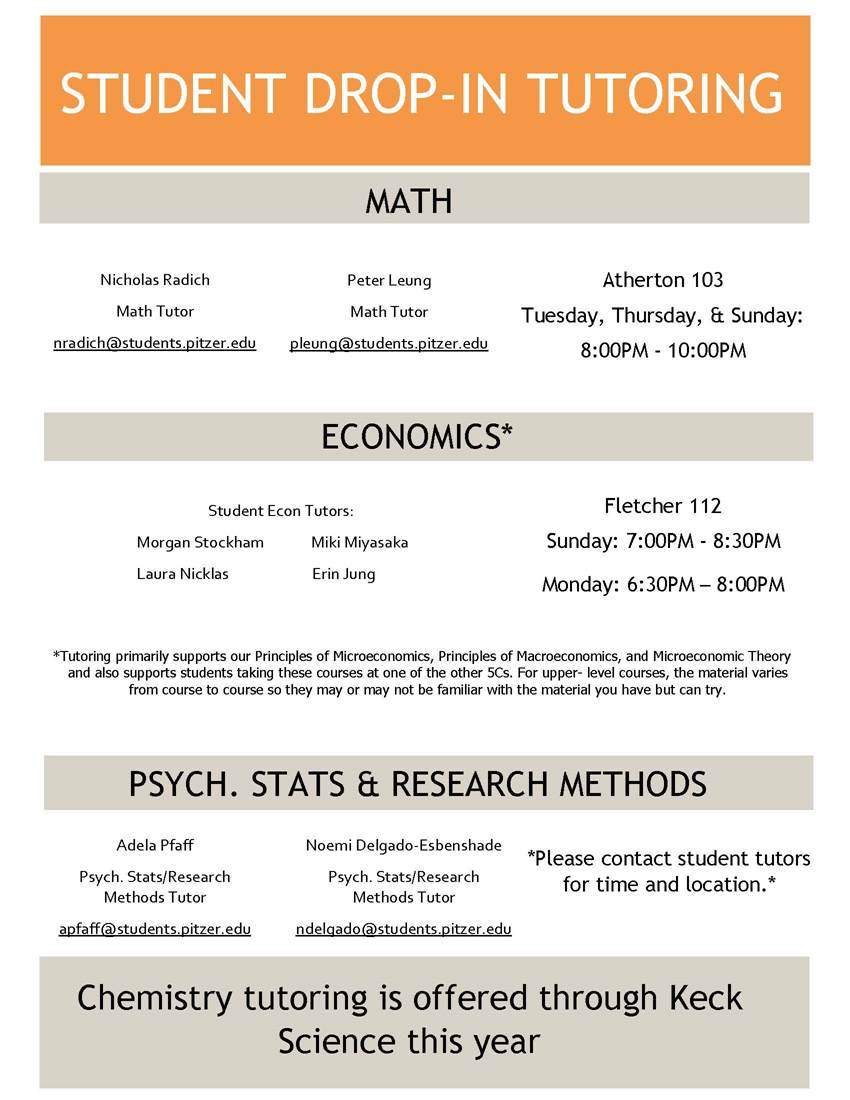 STUDENT DROP-IN TUTORING
MATH
Nicholas Radich
Math Tutor
nradich@students.pitzer.edu
Peter Leung
Math Tutor
pleung@students.pitzer.edu
Atherton 103
Tuesday, Thursday, & Sunday:
8:00PM - 10:00PM
ECONOMICS*
Student Econ Tutors:
Morgan Stockham Miki Miyasaka
Laura Nicklas Erin Jung
Fletcher 112
Sunday: 7:00PM - 8:30PM
Monday: 6:30PM – 8:00PM
*Tutoring primarily supports our Principles of Microeconomics, Principles of Macroeconomics, and Microeconomic Theory
and also supports students taking these courses at one of the other 5Cs. For upper- level courses, the material varies
from course to course so they may or may not be familiar with the material you have but can try.
PSYCH. STATS & RESEARCH METHODS
Adela Pfaff
Psych. Stats/Research
Methods Tutor
apfaff@students.pitzer.edu
Noemi Delgado-Esbenshade
Psych. Stats/Research
Methods Tutor
ndelgado@students.pitzer.edu
*Please contact student tutors
for time and location.*
Chemistry tutoring is offered through Keck
Science this year